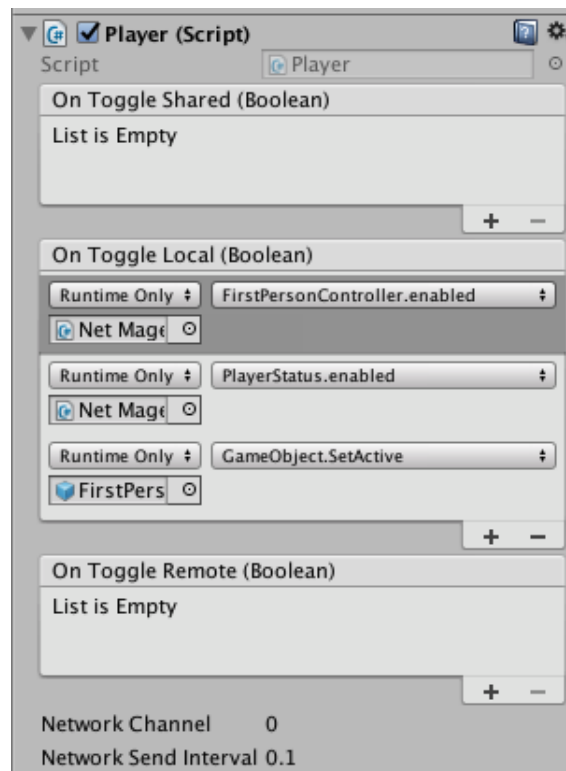 Player (Script)
Script Player
On Toggle Shared (Boolean)
List is Empty
+ −
On Toggle Local (Boolean)
Runtime Only FirstPersonController.enabled
Net Mage
Runtime Only PlayerStatus.enabled
Net Mage
Runtime Only GameObject.SetActive
FirstPers
+ −
On Toggle Remote (Boolean)
List is Empty
+ −
Network Channel 0
Network Send Interval 0.1